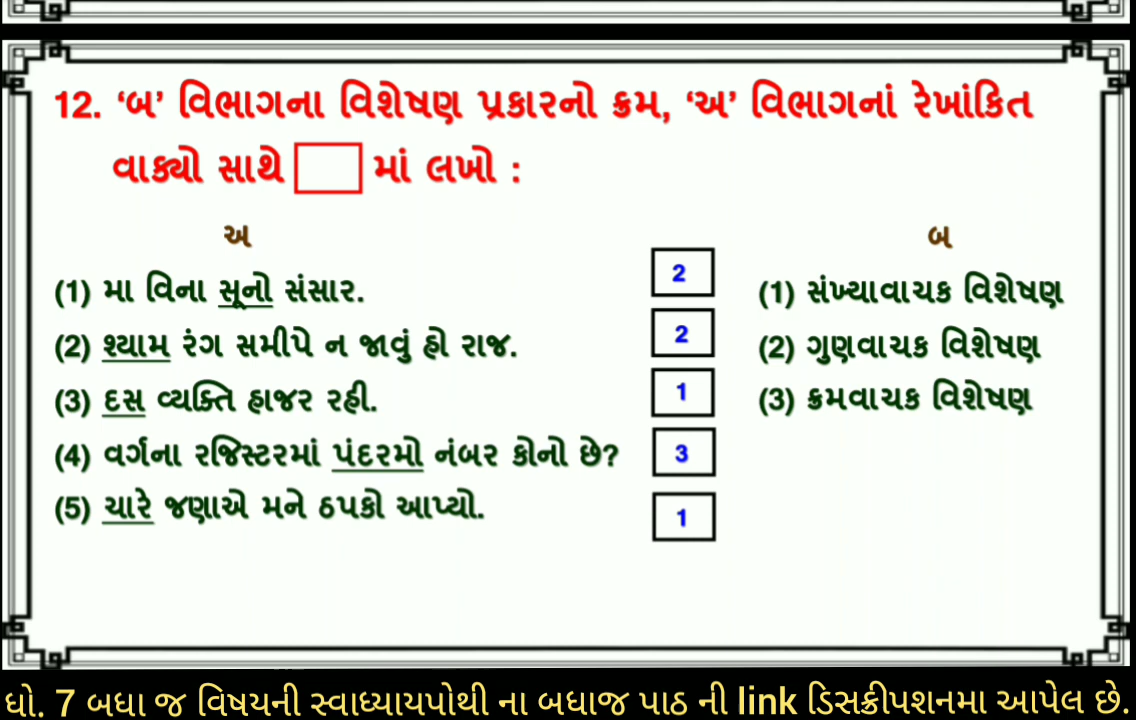 12. ‘બ’ વિભાગના વિશેષણ પ્રકારનો ક્રમ, ‘અ’ વિભાગનાં રેખાંકિત
વાક્યો સાથે માં લખો :
અ બ
(1) મા વિના સૂનો સંસાર. 2 (1) સંખ્યાવાચક વિશેષણ
(2) શ્યામ રંગ સમીપે ન જાવું હો રાજ. 2 (2) ગુણવાચક વિશેષણ
(3) દસ વ્યક્તિ હાજર રહી. 1 (3) ક્રમવાચક વિશેષણ
(4) વર્ગના રજિસ્ટરમાં પંદરમો નંબર કોનો છે? 3
(5) ચારે જણાએ મને ઠપકો આપ્યો. 1
ધો. 7 બધા જ વિષયની સ્વાધ્યાયપોથી ના બધાજ પાઠ ની link ડિસક્રીપશનમા આપેલ છે.